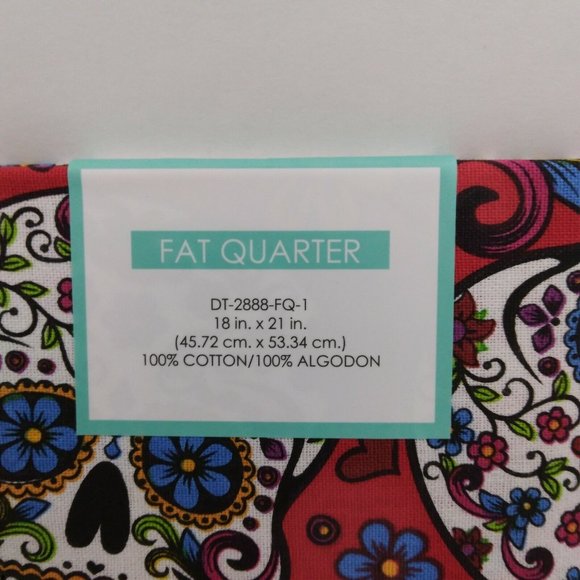 FAT QUARTER
DT-2888-FQ-1
18 in. x 21 in.
(45.72 cm. x 53.34 cm.)
100% COTTON/100% ALGODON